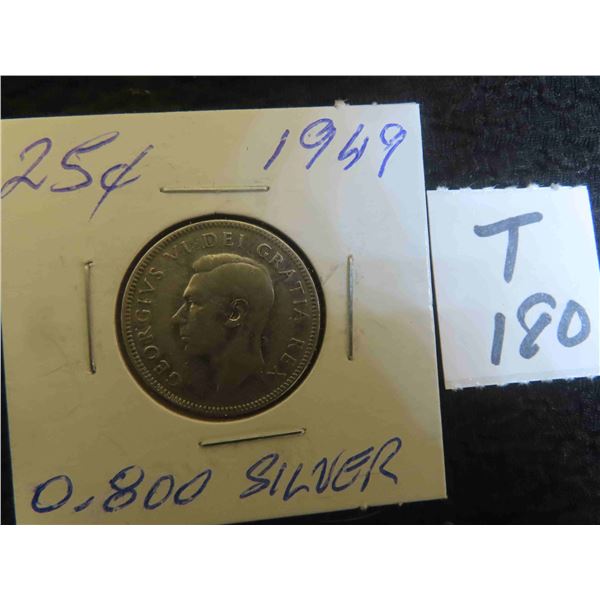 25¢ 1949
GEORGIVS VI DEI GRATIA REX
0.800 SILVER
T
180